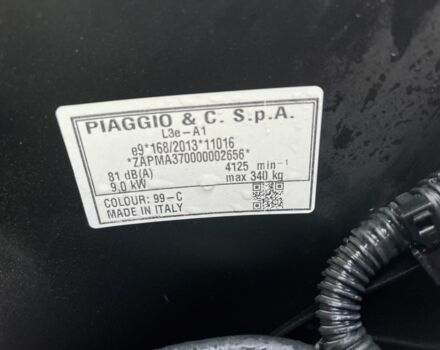 PIAGGIO & C. S.p.A.
L3e-A1
e9*168/2013*11016
*ZAPMA370000002656*
81 dB(A) 4125 min⁻¹
9.0 kW max 340 kg
COLOUR: 99-C
MADE IN ITALY